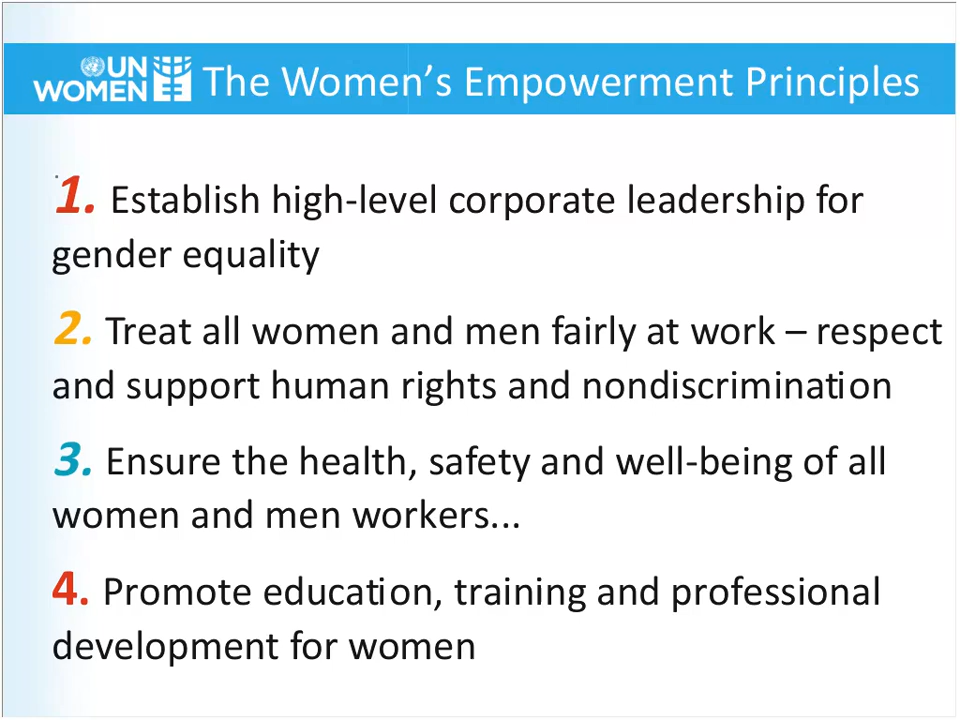 UN
WOMEN
The Women's Empowerment Principles
1. Establish high-level corporate leadership for
gender equality
2. Treat all women and men fairly at work – respect
and support human rights and nondiscrimination
3. Ensure the health, safety and well-being of all
women and men workers...
4. Promote education, training and professional
development for women